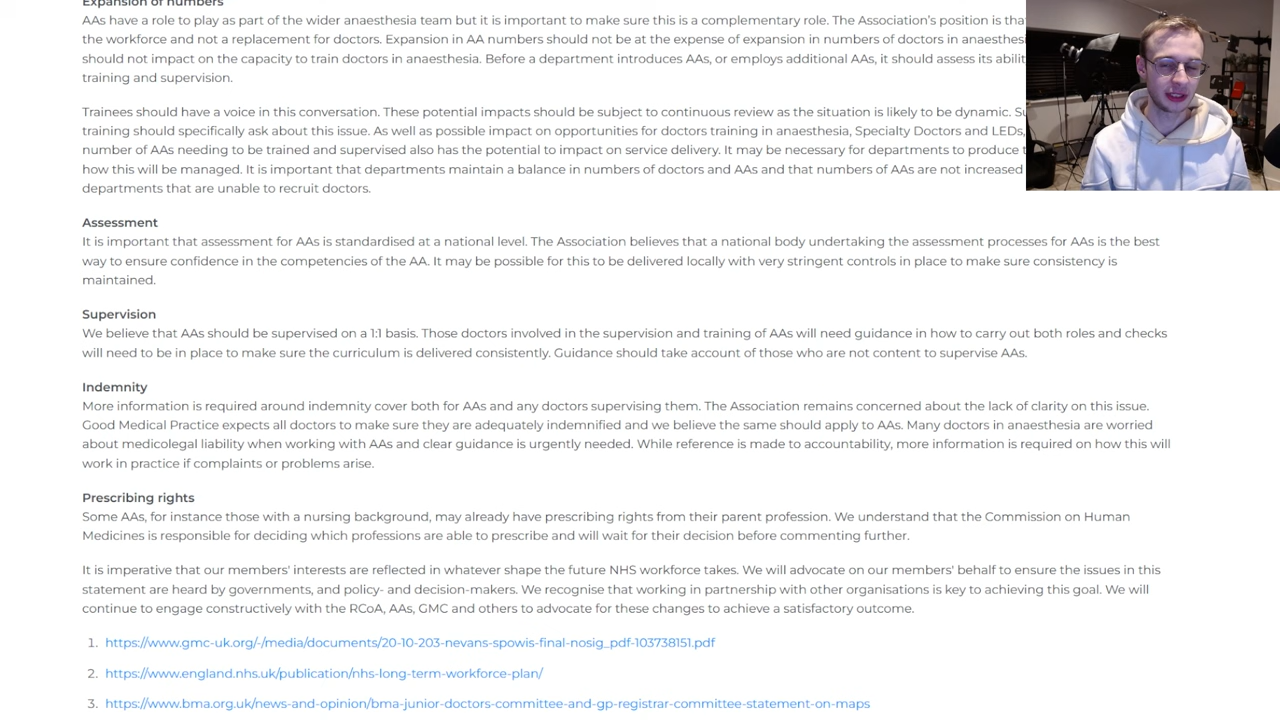 Expansion of numbers
AAs have a role to play as part of the wider anaesthesia team but it is important to make sure this is a complementary role. The Association's position is
the workforce and not a replacement for doctors. Expansion in AA numbers should not be at the expense of expansion in numbers of doctors in
should not impact on the capacity to train doctors in anaesthesia. Before a department introduces AAs, or employs additional AAs, it should assess its
training and supervision.
Trainees should have a voice in this conversation. These potential impacts should be subject to continuous review as the situation is likely to be dynamic.
training should specifically ask about this issue. As well as possible impact on opportunities for doctors training in anaesthesia, Specialty Doctors and LEDs,
number of AAs needing to be trained and supervised also has the potential to impact on service delivery. It may be necessary for departments to produce
how this will be managed. It is important that departments maintain a balance in numbers of doctors and AAs and that numbers of AAs are not increased
departments that are unable to recruit doctors.
Assessment
It is important that assessment for AAs is standardised at a national level. The Association believes that a national body undertaking the assessment processes for AAs is the best
way to ensure confidence in the competencies of the AA. It may be possible for this to be delivered locally with very stringent controls in place to make sure consistency is
maintained.
Supervision
We believe that AAs should be supervised on a 1:1 basis. Those doctors involved in the supervision and training of AAs will need guidance in how to carry out both roles and checks
will need to be in place to make sure the curriculum is delivered consistently. Guidance should take account of those who are not content to supervise AAs.
Indemnity
More information is required around indemnity cover both for AAs and any doctors supervising them. The Association remains concerned about the lack of clarity on this issue.
Good Medical Practice expects all doctors to make sure they are adequately indemnified and we believe the same should apply to AAs. Many doctors in anaesthesia are worried
about medicolegal liability when working with AAs and clear guidance is urgently needed. While reference is made to accountability, more information is required on how this will
work in practice if complaints or problems arise.
Prescribing rights
Some AAs, for instance those with a nursing background, may already have prescribing rights from their parent profession. We understand that the Commission on Human
Medicines is responsible for deciding which professions are able to prescribe and will wait for their decision before commenting further.
It is imperative that our members' interests are reflected in whatever shape the future NHS workforce takes. We will advocate on our members' behalf to ensure the issues in this
statement are heard by governments, and policy- and decision-makers. We recognise that working in partnership with other organisations is key to achieving this goal. We will
continue to engage constructively with the RCoA, AAs, GMC and others to advocate for these changes to achieve a satisfactory outcome.
1. https://www.gmc-uk.org/-/media/documents/20-10-203-nevans-spowis-final-nosig_pdf-103738151.pdf
2. https://www.england.nhs.uk/publication/nhs-long-term-workforce-plan/
3. https://www.bma.org.uk/news-and-opinion/bma-junior-doctors-committee-and-gp-registrar-committee-statement-on-maps